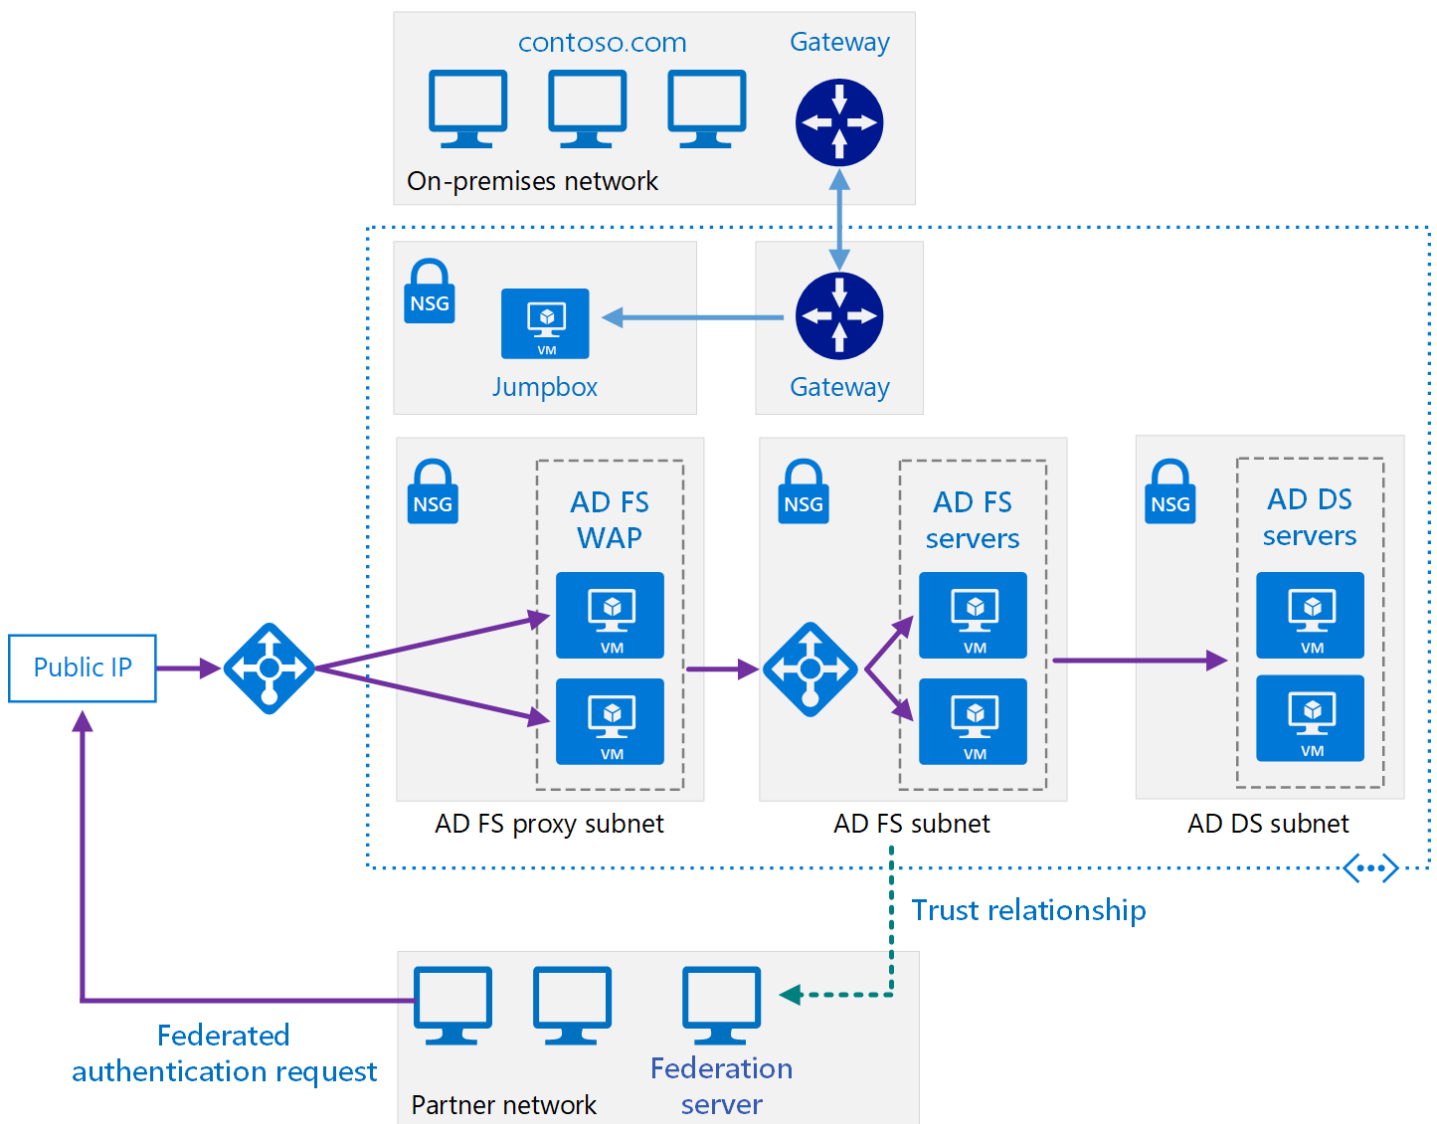 contoso.com
Gateway
On-premises network
NSG
VM
Jumpbox
Gateway
NSG
AD FS
WAP
VM
VM
NSG
AD FS
servers
VM
VM
NSG
AD DS
servers
VM
VM
Public IP
AD FS proxy subnet
AD FS subnet
AD DS subnet
Trust relationship
Federated
authentication request
Federation
server
Partner network